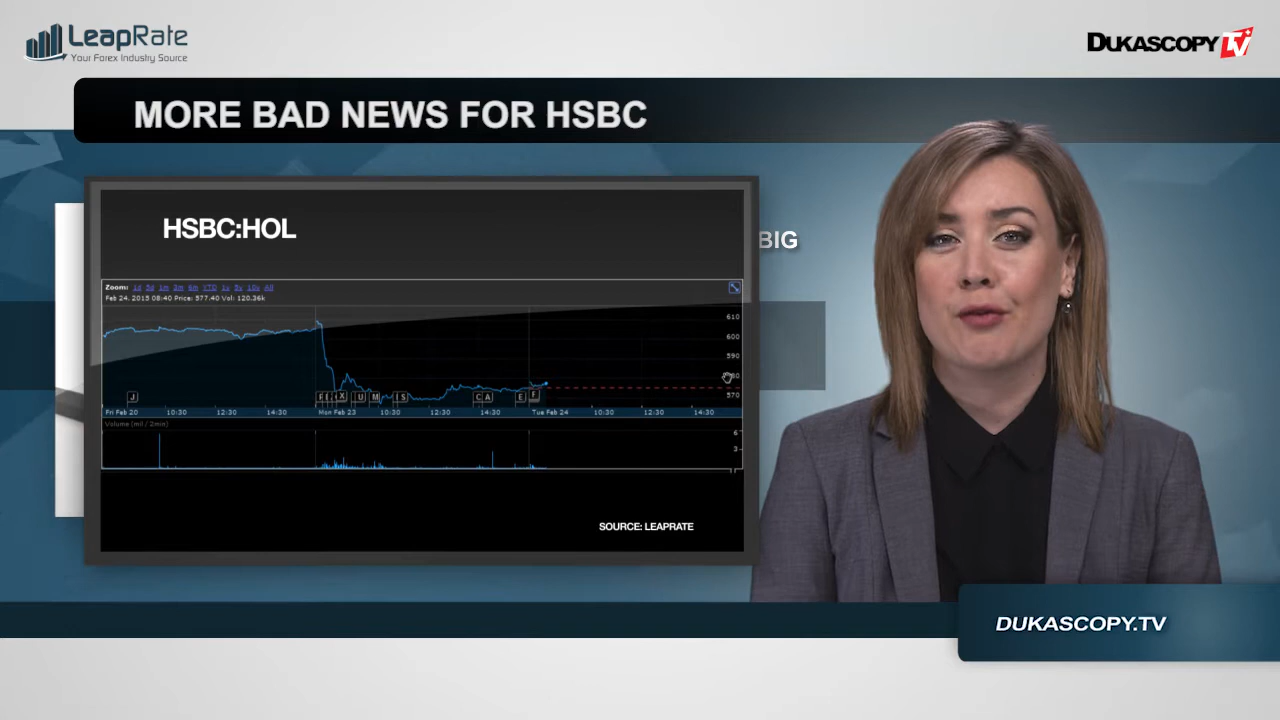 LeapRate
Your Forex Industry Source
DUKASCOPY TV
MORE BAD NEWS FOR HSBC
HSBC:HOL
BIG
Zoom: 1d 5d 1m 3m 6m YTD 1y 5y 10y All
Feb 24, 2015 08:40 Price: 577.40 Vol: 120.36k
610
600
590
570
J
X U M
S
C A
E F
Fri Feb 20 10:30 12:30 14:30 Mon Feb 23 10:30 12:30 14:30 Tue Feb 24 10:30 12:30 14:30
Volume (mil / 2min)
6
3
SOURCE: LEAPRATE
DUKASCOPY.TV